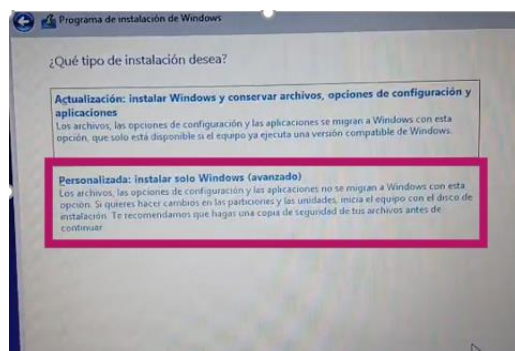 Programa de instalación de Windows
¿Qué tipo de instalación desea?
Actualización: instalar Windows y conservar archivos, opciones de configuración y
aplicaciones
Los archivos, las opciones de configuración y las aplicaciones se migran a Windows con esta
opción, que solo está disponible si el equipo ya ejecuta una versión compatible de Windows.
Personalizada: instalar solo Windows (avanzado)
Los archivos, las opciones de configuración y las aplicaciones no se migran a Windows con esta
opción. Si quieres hacer cambios en las particiones y las unidades, inicia el equipo con el disco de
instalación. Te recomendamos que hagas una copia de seguridad de tus archivos antes de
continuar